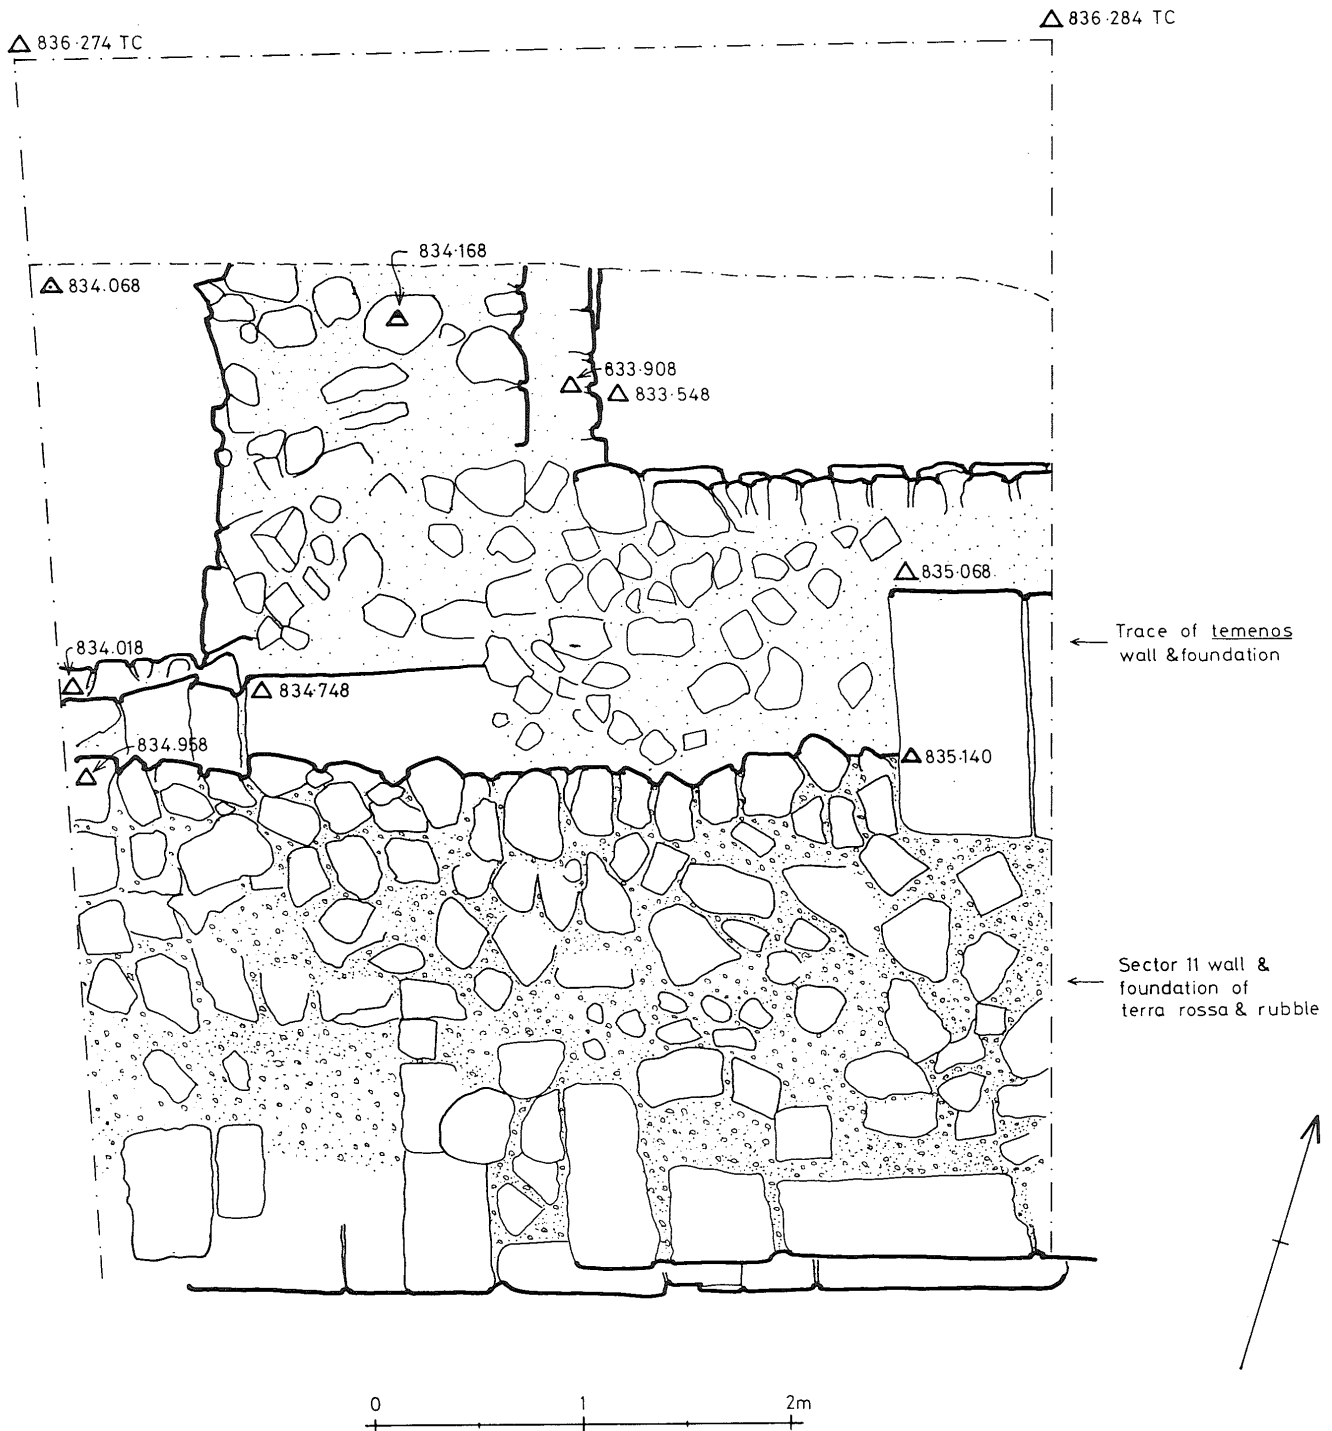 836·284 TC
836·274 TC
834·168
834.068
833·908
833·548
835·068
Trace of temenos
wall & foundation
834·018
834·748
834.958
835·140
Sector 11 wall &
foundation of
terra rossa & rubble
0 1 2m